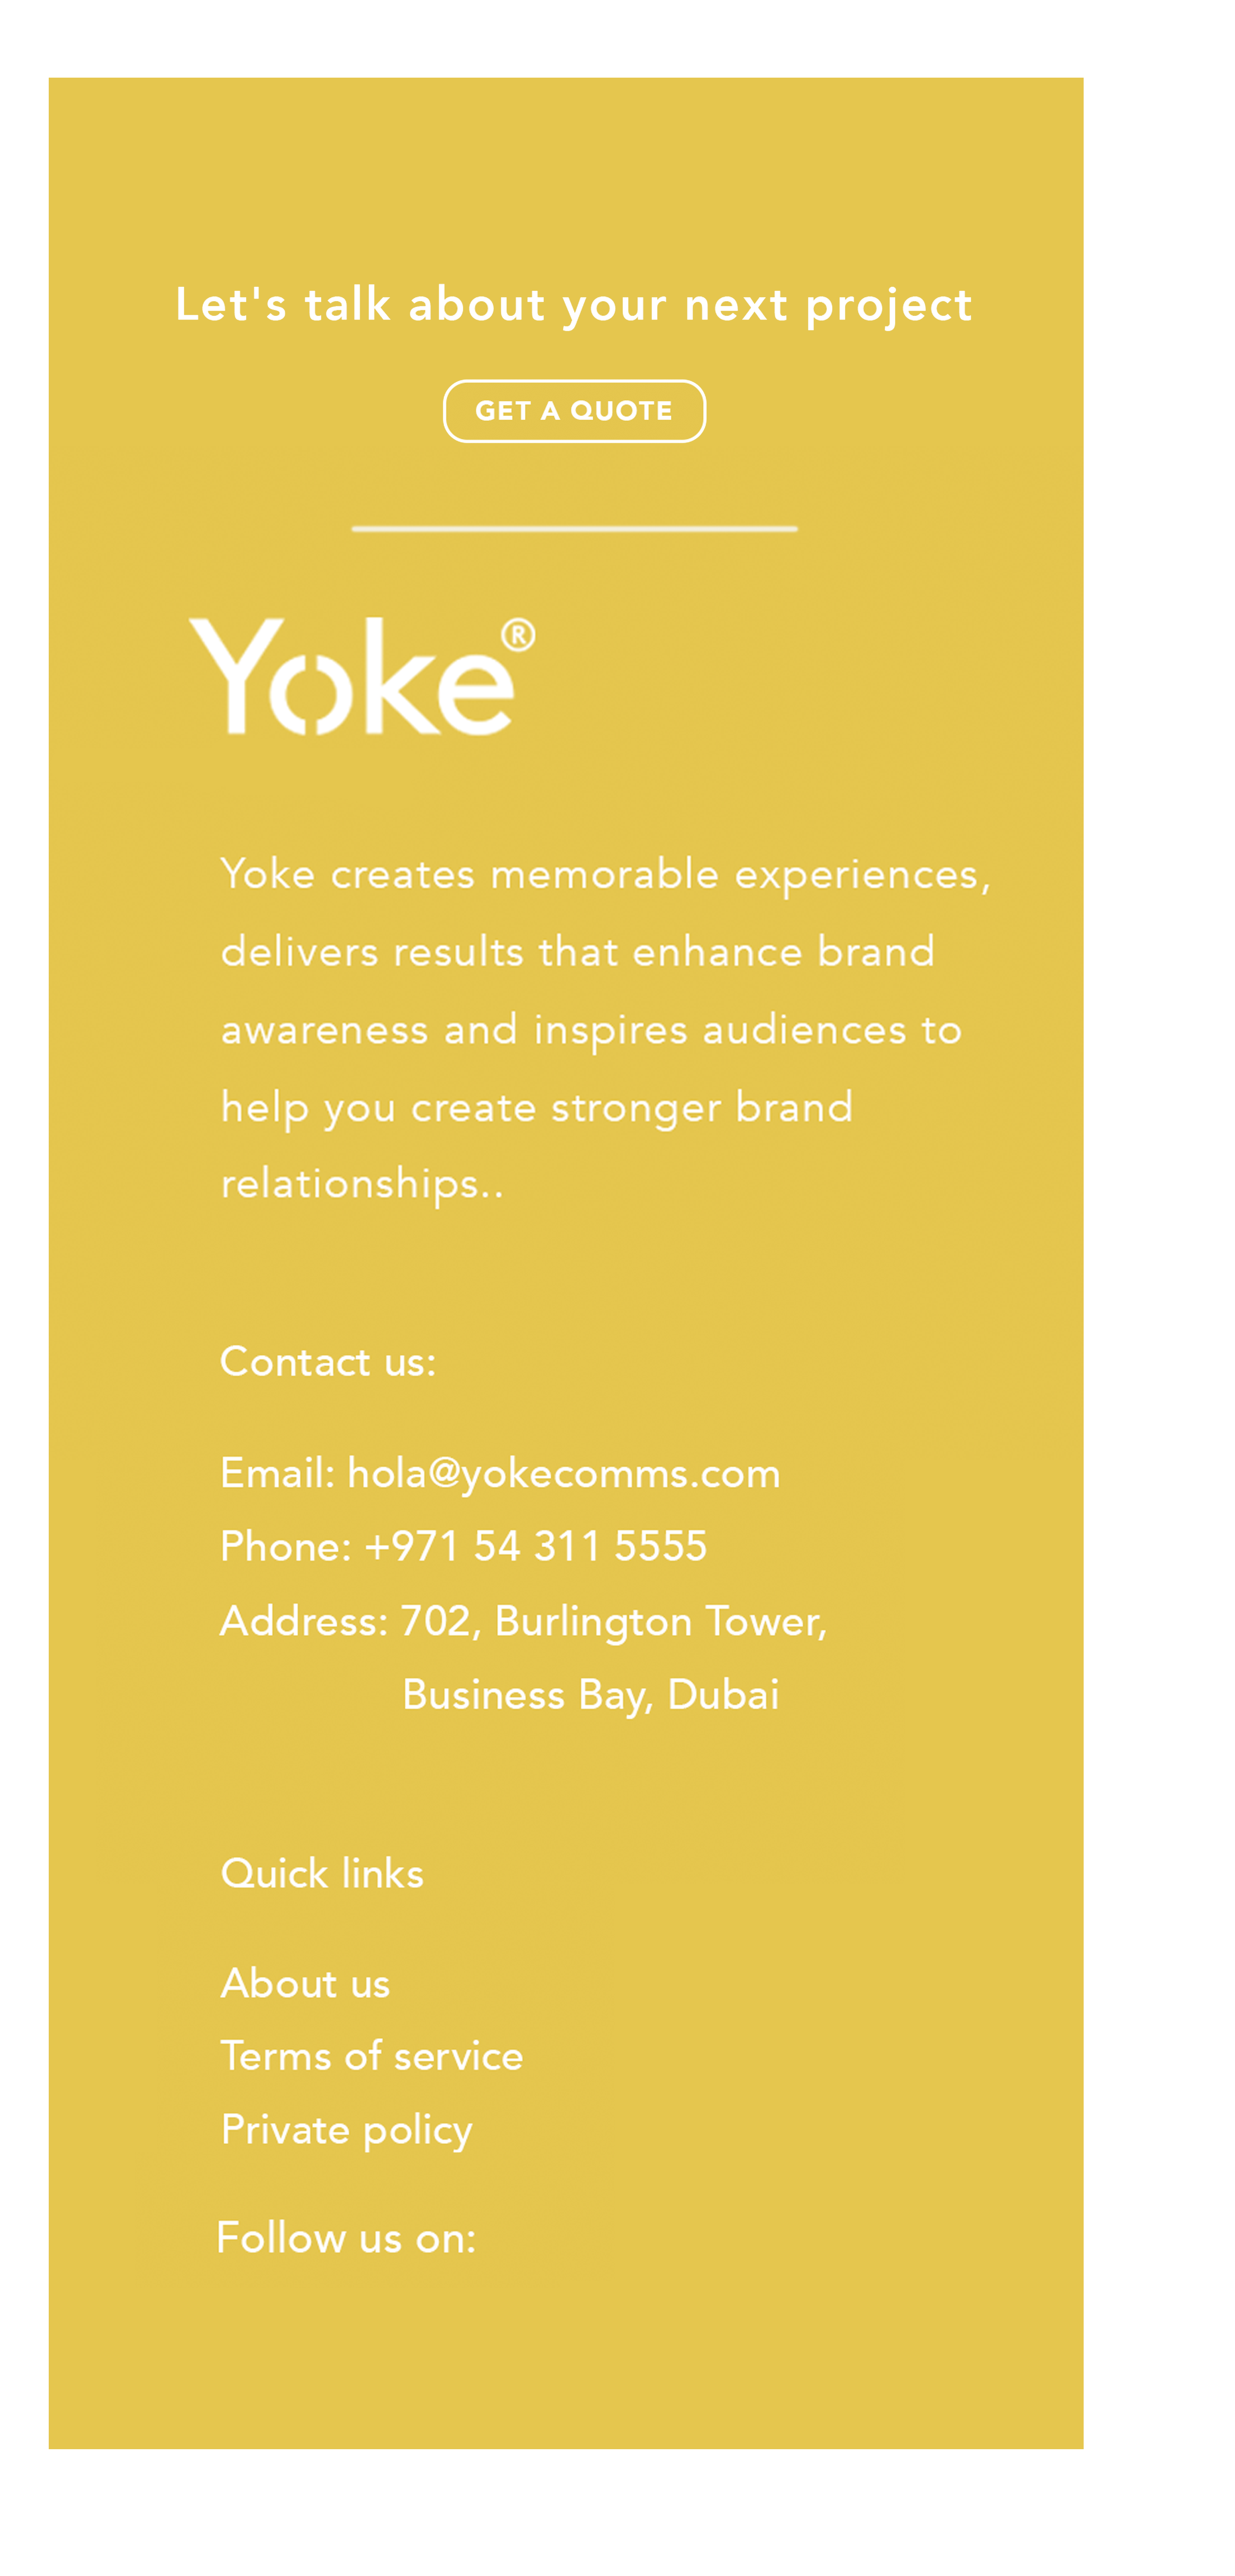 Let's talk about your next project
GET A QUOTE
Yoke®
Yoke creates memorable experiences,
delivers results that enhance brand
awareness and inspires audiences to
help you create stronger brand
relationships..
Contact us:
Email: hola@yokecomms.com
Phone: +971 54 311 5555
Address: 702, Burlington Tower,
Business Bay, Dubai
Quick links
About us
Terms of service
Private policy
Follow us on: